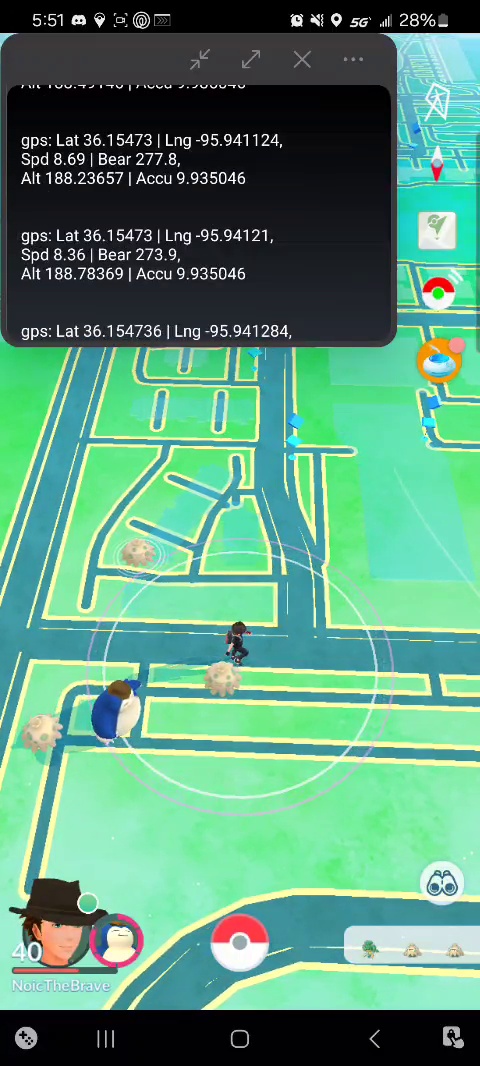 5:51
5G
28%
gps: Lat 36.15473 | Lng -95.941124,
Spd 8.69 | Bear 277.8,
Alt 188.23657 | Accu 9.935046
gps: Lat 36.15473 | Lng -95.94121,
Spd 8.36 | Bear 273.9,
Alt 188.78369 | Accu 9.935046
gps: Lat 36.154736 | Lng -95.941284,
40
NoicTheBrave